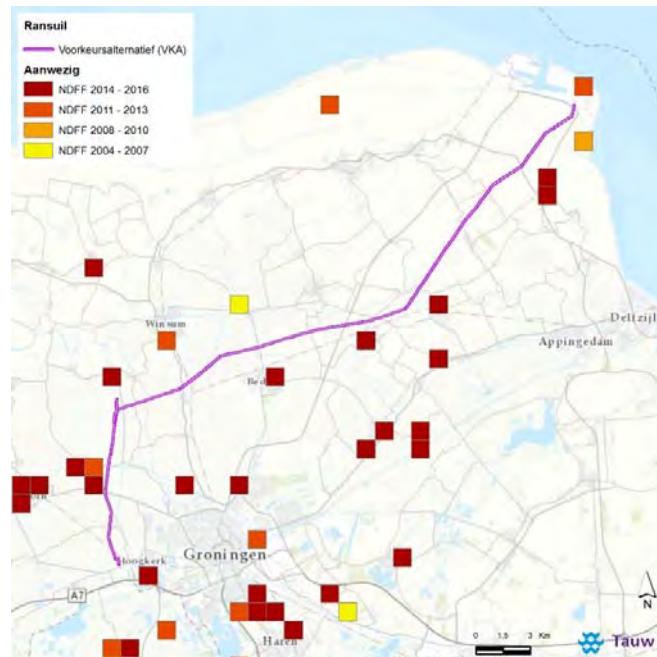 Ransuil
Voorkeursalternatief (VKA)
Aanwezig
NDFF 2014 - 2016
NDFF 2011 - 2013
NDFF 2008 - 2010
NDFF 2004 - 2007
Winsum
Delfzijl
Appingedam
Bed
Hoogkerk
Groningen
A7
Haren
N
0 1.5 3 Km
Tauw